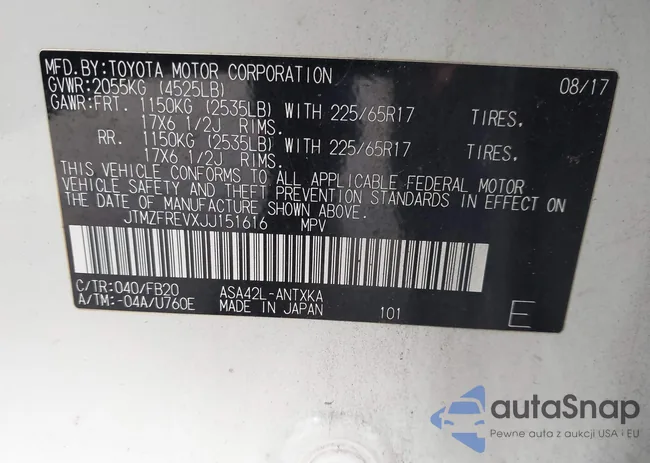 MFD.BY:TOYOTA MOTOR CORPORATION 08/17
GVWR:2055KG (4525LB)
GAWR:FRT. 1150KG (2535LB) WITH 225/65R17 TIRES,
17X6 1/2J RIMS.
RR. 1150KG (2535LB) WITH 225/65R17 TIRES,
17X6 1/2J RIMS.
THIS VEHICLE CONFORMS TO ALL APPLICABLE FEDERAL MOTOR
VEHICLE SAFETY AND THEFT PREVENTION STANDARDS IN EFFECT ON
THE DATE OF MANUFACTURE SHOWN ABOVE.
JTMZFREVXJJ151616 MPV
C/TR:040/FB20 ASA42L-ANTXKA
A/TM:-04A/U760E MADE IN JAPAN 101 E
autaSnap
Pewne auta z aukcji USA i EU